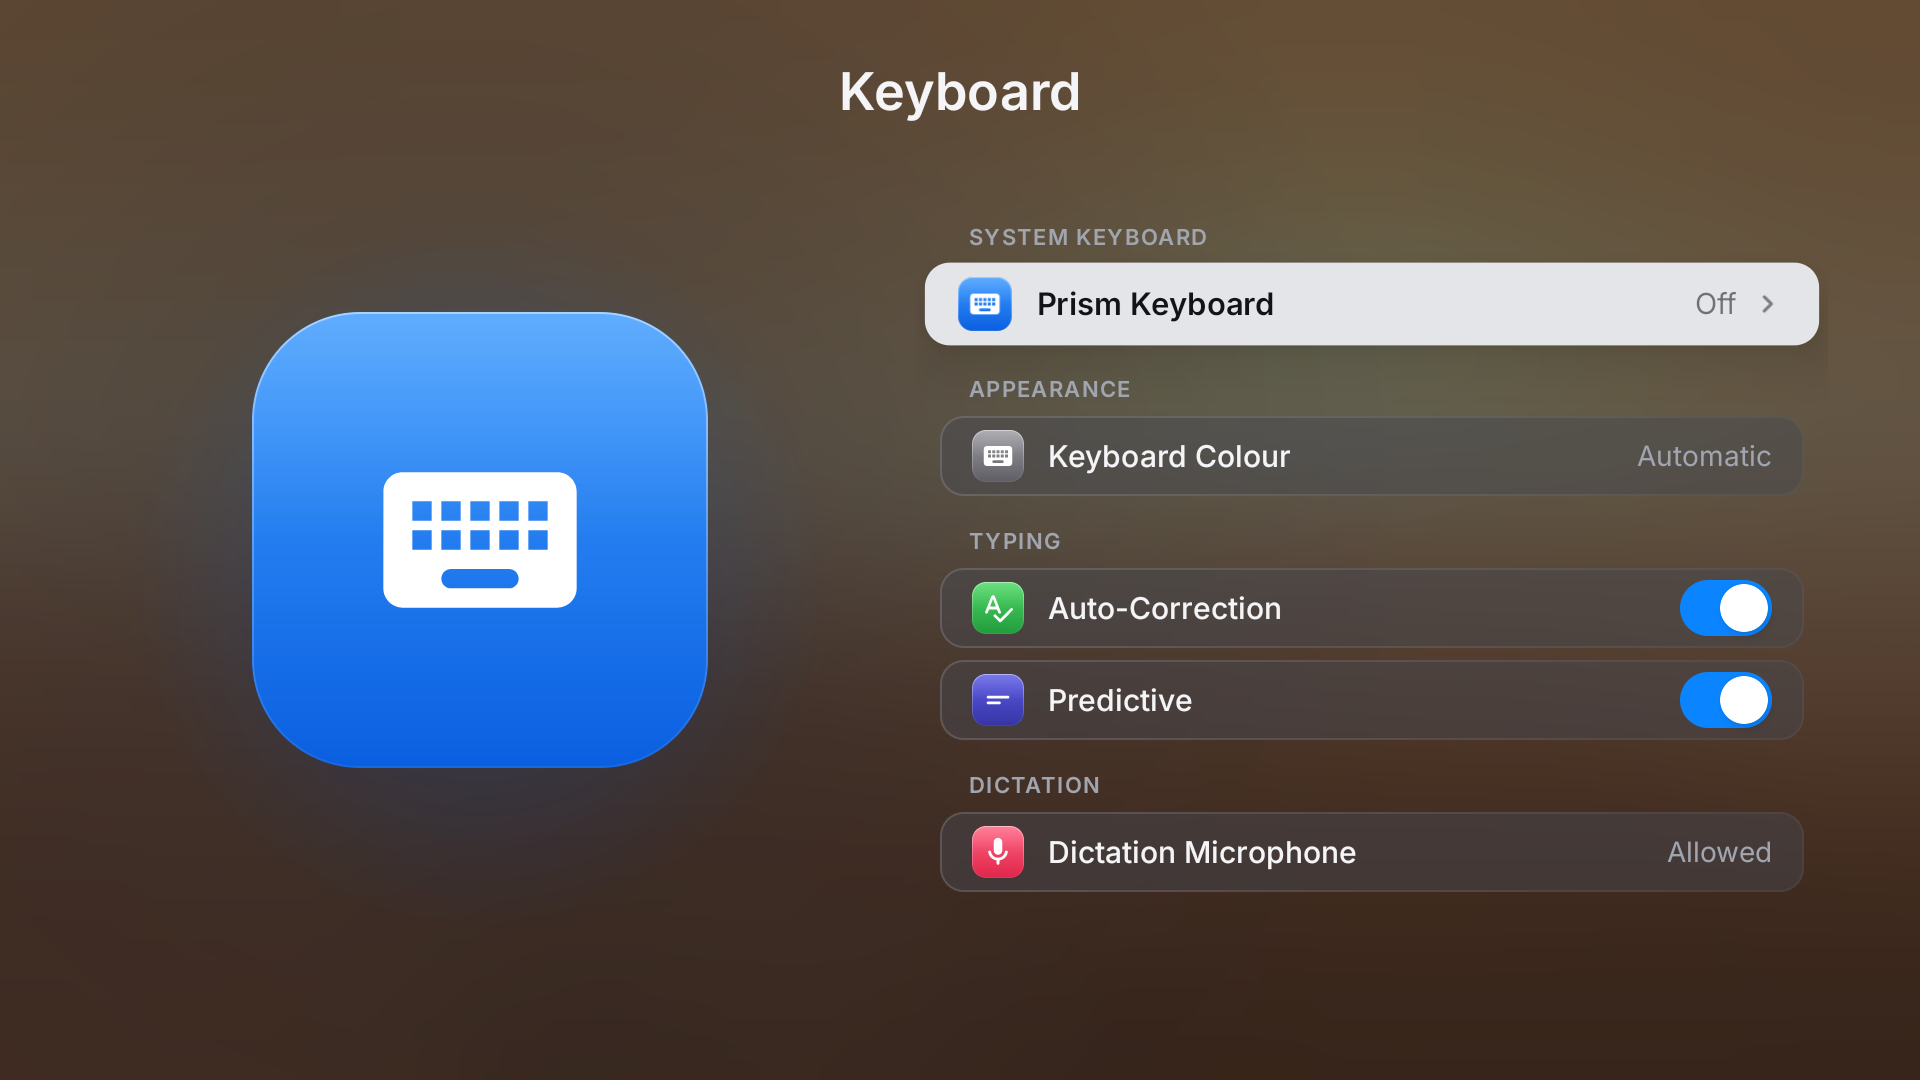 Keyboard
SYSTEM KEYBOARD
Prism Keyboard Off
APPEARANCE
Keyboard Colour Automatic
TYPING
Auto-Correction
Predictive
DICTATION
Dictation Microphone Allowed